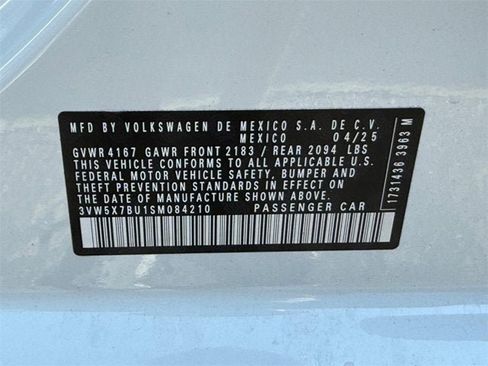 MFD BY VOLKSWAGEN DE MEXICO S.A. DE C.V.
MEXICO 04/25
GVWR 4167 GAWR FRONT 2183 / REAR 2094 LBS
THIS VEHICLE CONFORMS TO ALL APPLICABLE U.S.
FEDERAL MOTOR VEHICLE SAFETY, BUMPER AND
THEFT PREVENTION STANDARDS IN EFFECT ON THE
DATE OF MANUFACTURE SHOWN ABOVE.
3VW5X7BU1SM084210 PASSENGER CAR
1731436 3963 M